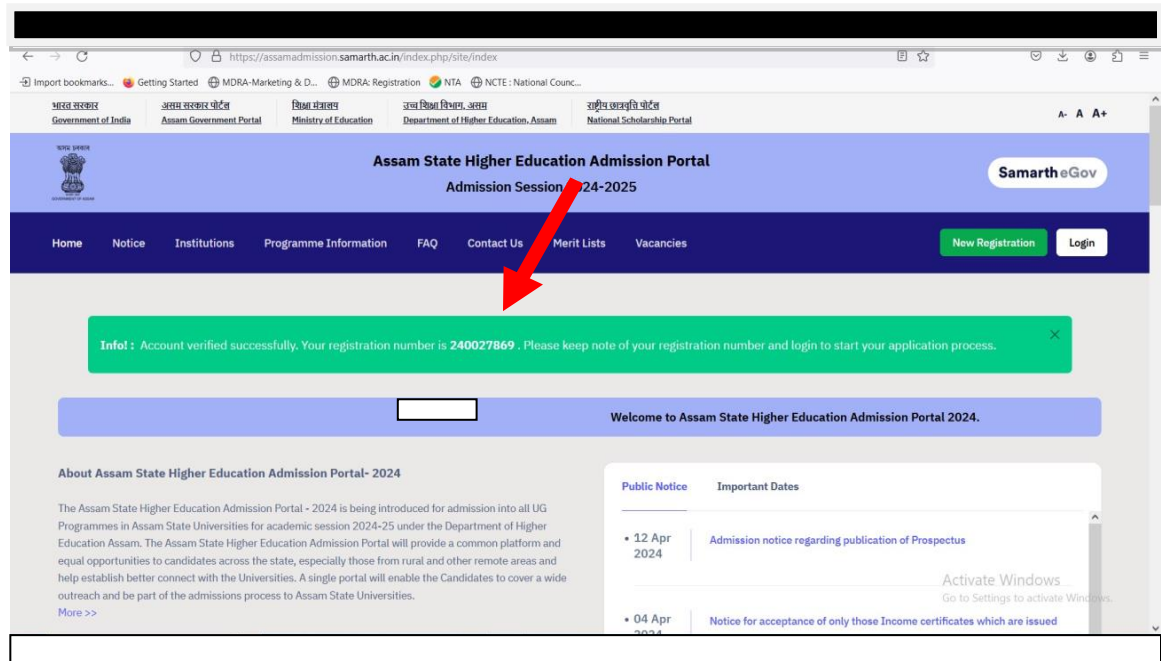 https://assamadmission.samarth.ac.in/index.php/site/index
Import bookmarks... Getting Started MDRA-Marketing & D... MDRA: Registration NTA NCTE : National Counc...
भारत सरकार असम सरकार पोर्टल शिक्षा मंत्रालय उच्च शिक्षा विभाग, असम राष्ट्रीय छात्रवृत्ति पोर्टल
Government of India Assam Government Portal Ministry of Education Department of Higher Education, Assam National Scholarship Portal
A- A A+
Assam State Higher Education Admission Portal
Admission Session 2024-2025
SamartheGov
Home Notice Institutions Programme Information FAQ Contact Us Merit Lists Vacancies New Registration Login
Info! : Account verified successfully. Your registration number is 240027869 . Please keep note of your registration number and login to start your application process.
Welcome to Assam State Higher Education Admission Portal 2024.
About Assam State Higher Education Admission Portal- 2024
The Assam State Higher Education Admission Portal - 2024 is being introduced for admission into all UG
Programmes in Assam State Universities for academic session 2024-25 under the Department of Higher
Education Assam. The Assam State Higher Education Admission Portal will provide a common platform and
equal opportunities to candidates across the state, especially those from rural and other remote areas and
help establish better connect with the Universities. A single portal will enable the Candidates to cover a wide
outreach and be part of the admissions process to Assam State Universities.
More >>
Public Notice Important Dates
• 12 Apr
2024
Admission notice regarding publication of Prospectus
• 04 Apr
2024
Notice for acceptance of only those Income certificates which are issued
Activate Windows
Go to Settings to activate Windows.